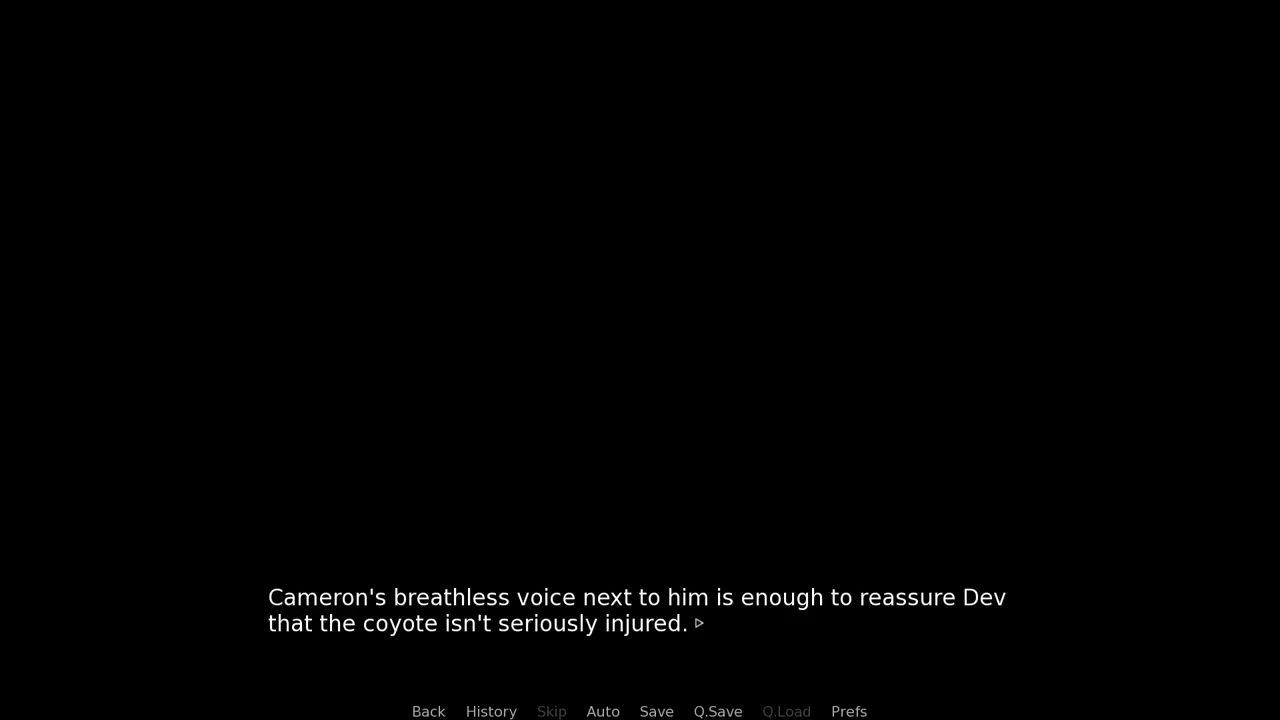 Cameron's breathless voice next to him is enough to reassure Dev
that the coyote isn't seriously injured.
Back History Skip Auto Save Q.Save Q.Load Prefs